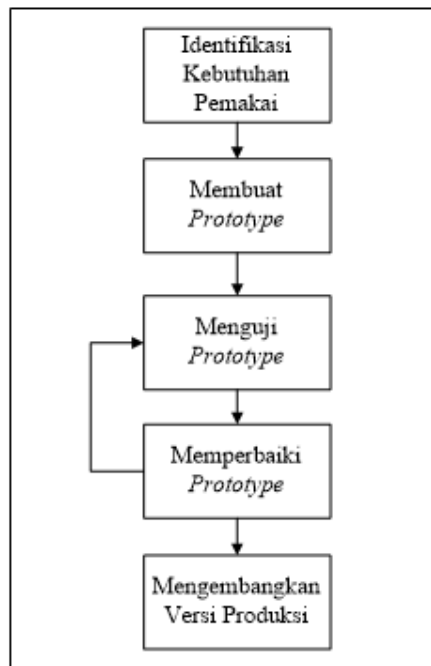 Identifikasi
Kebutuhan
Pemakai
Membuat
Prototype
Menguji
Prototype
Memperbaiki
Prototype
Mengembangkan
Versi Produksi